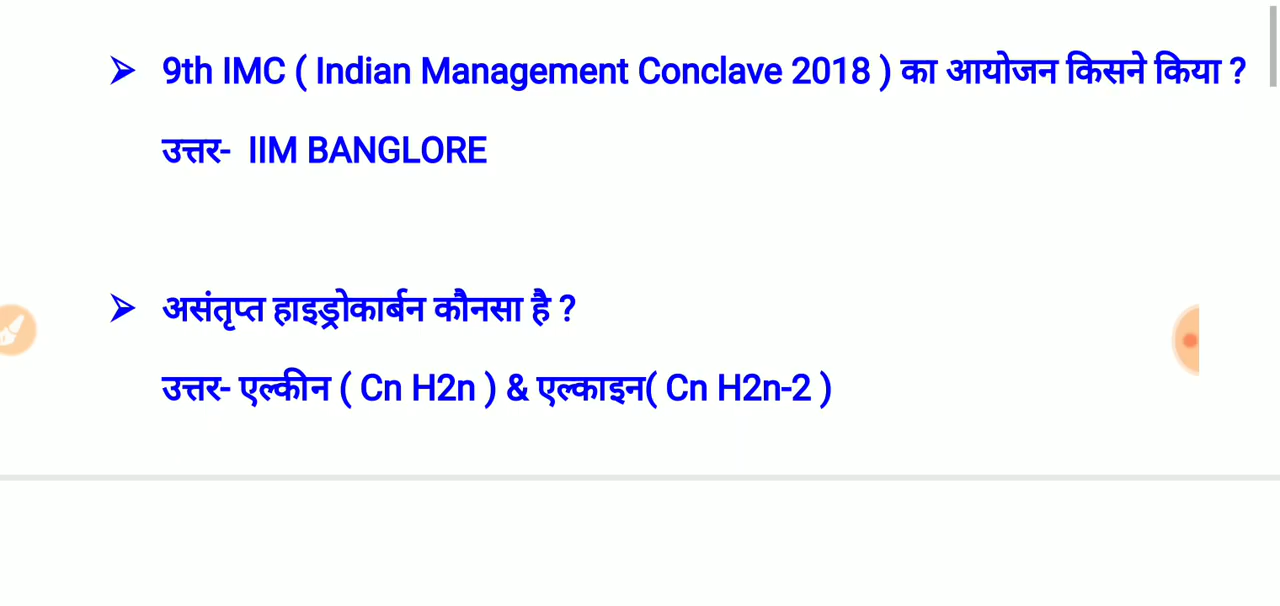 ➢ 9th IMC ( Indian Management Conclave 2018 ) का आयोजन किसने किया ?
उत्तर- IIM BANGLORE
➢ असंतृप्त हाइड्रोकार्बन कौनसा है ?
उत्तर- एल्कीन ( Cn H2n ) & एल्काइन( Cn H2n-2 )